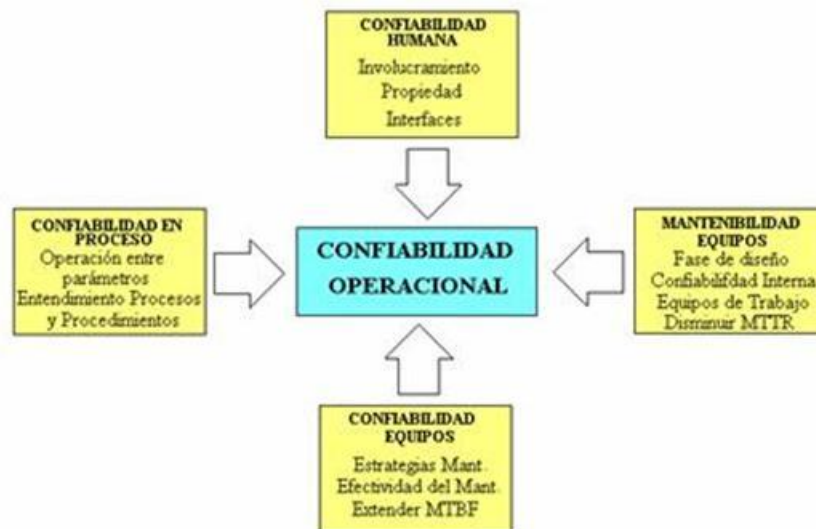 CONFIABILIDAD
HUMANA
Involucramiento
Propiedad
Interfaces
CONFIABILIDAD EN
PROCESO
Operación entre
parámetros
Entendimiento Procesos
y Procedimientos
CONFIABILIDAD
OPERACIONAL
MANTENIBILIDAD
EQUIPOS
Fase de diseño
Confiabilifdad Interna
Equipos de Trabajo
Disminuir MTTR
CONFIABILIDAD
EQUIPOS
Estrategias Mant.
Efectividad del Mant.
Extender MTBF